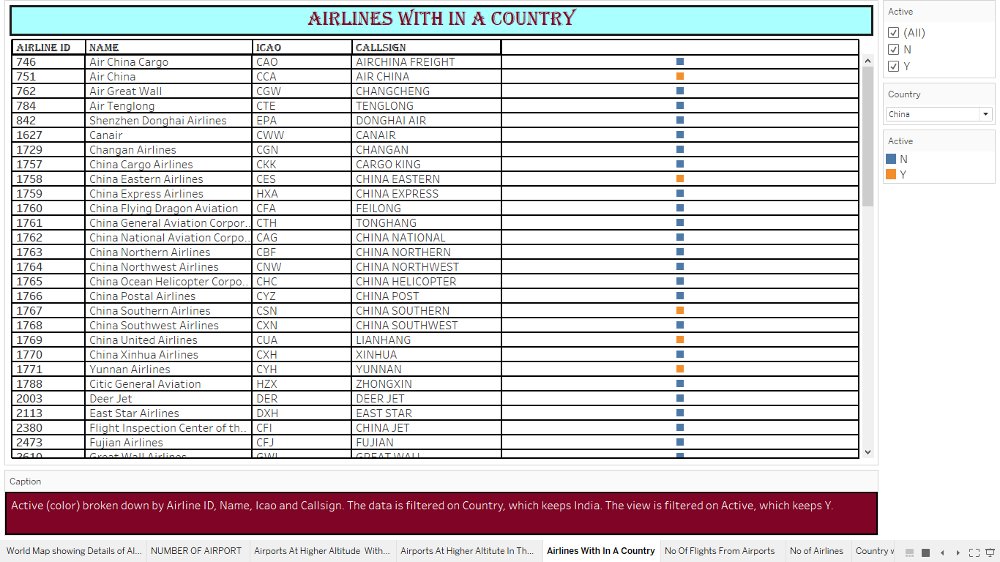 AIRLINES WITH IN A COUNTRY
AIRLINE ID NAME ICAO CALLSIGN
746 Air China Cargo CAO AIRCHINA FREIGHT
751 Air China CCA AIR CHINA
762 Air Great Wall CGW CHANGCHENG
784 Air Tenglong CTE TENGLONG
842 Shenzhen Donghai Airlines EPA DONGHAI AIR
1627 Canair CWW CANAIR
1729 Changan Airlines CGN CHANGAN
1757 China Cargo Airlines CKK CARGO KING
1758 China Eastern Airlines CES CHINA EASTERN
1759 China Express Airlines HXA CHINA EXPRESS
1760 China Flying Dragon Aviation CFA FEILONG
1761 China General Aviation Corpor.. CTH TONGHANG
1762 China National Aviation Corpo.. CAG CHINA NATIONAL
1763 China Northern Airlines CBF CHINA NORTHERN
1764 China Northwest Airlines CNW CHINA NORTHWEST
1765 China Ocean Helicopter Corpo.. CHC CHINA HELICOPTER
1766 China Postal Airlines CYZ CHINA POST
1767 China Southern Airlines CSN CHINA SOUTHERN
1768 China Southwest Airlines CXN CHINA SOUTHWEST
1769 China United Airlines CUA LIANHANG
1770 China Xinhua Airlines CXH XINHUA
1771 Yunnan Airlines CYH YUNNAN
1788 Citic General Aviation HZX ZHONGXIN
2003 Deer Jet DER DEER JET
2113 East Star Airlines DXH EAST STAR
2380 Flight Inspection Center of th.. CFI CHINA JET
2473 Fujian Airlines CFJ FUJIAN
2610 Great Wall Airlines GWL GREAT WALL
Active
(All)
N
Y
Country
China
Active
N
Y
Caption
Active (color) broken down by Airline ID, Name, Icao and Callsign. The data is filtered on Country, which keeps India. The view is filtered on Active, which keeps Y.
World Map showing Details of Al... NUMBER OF AIRPORT Airports At Higher Altitude With... Airports At Higher Altitute In Th... Airlines With In A Country No Of Flights From Airports No of Airlines Country